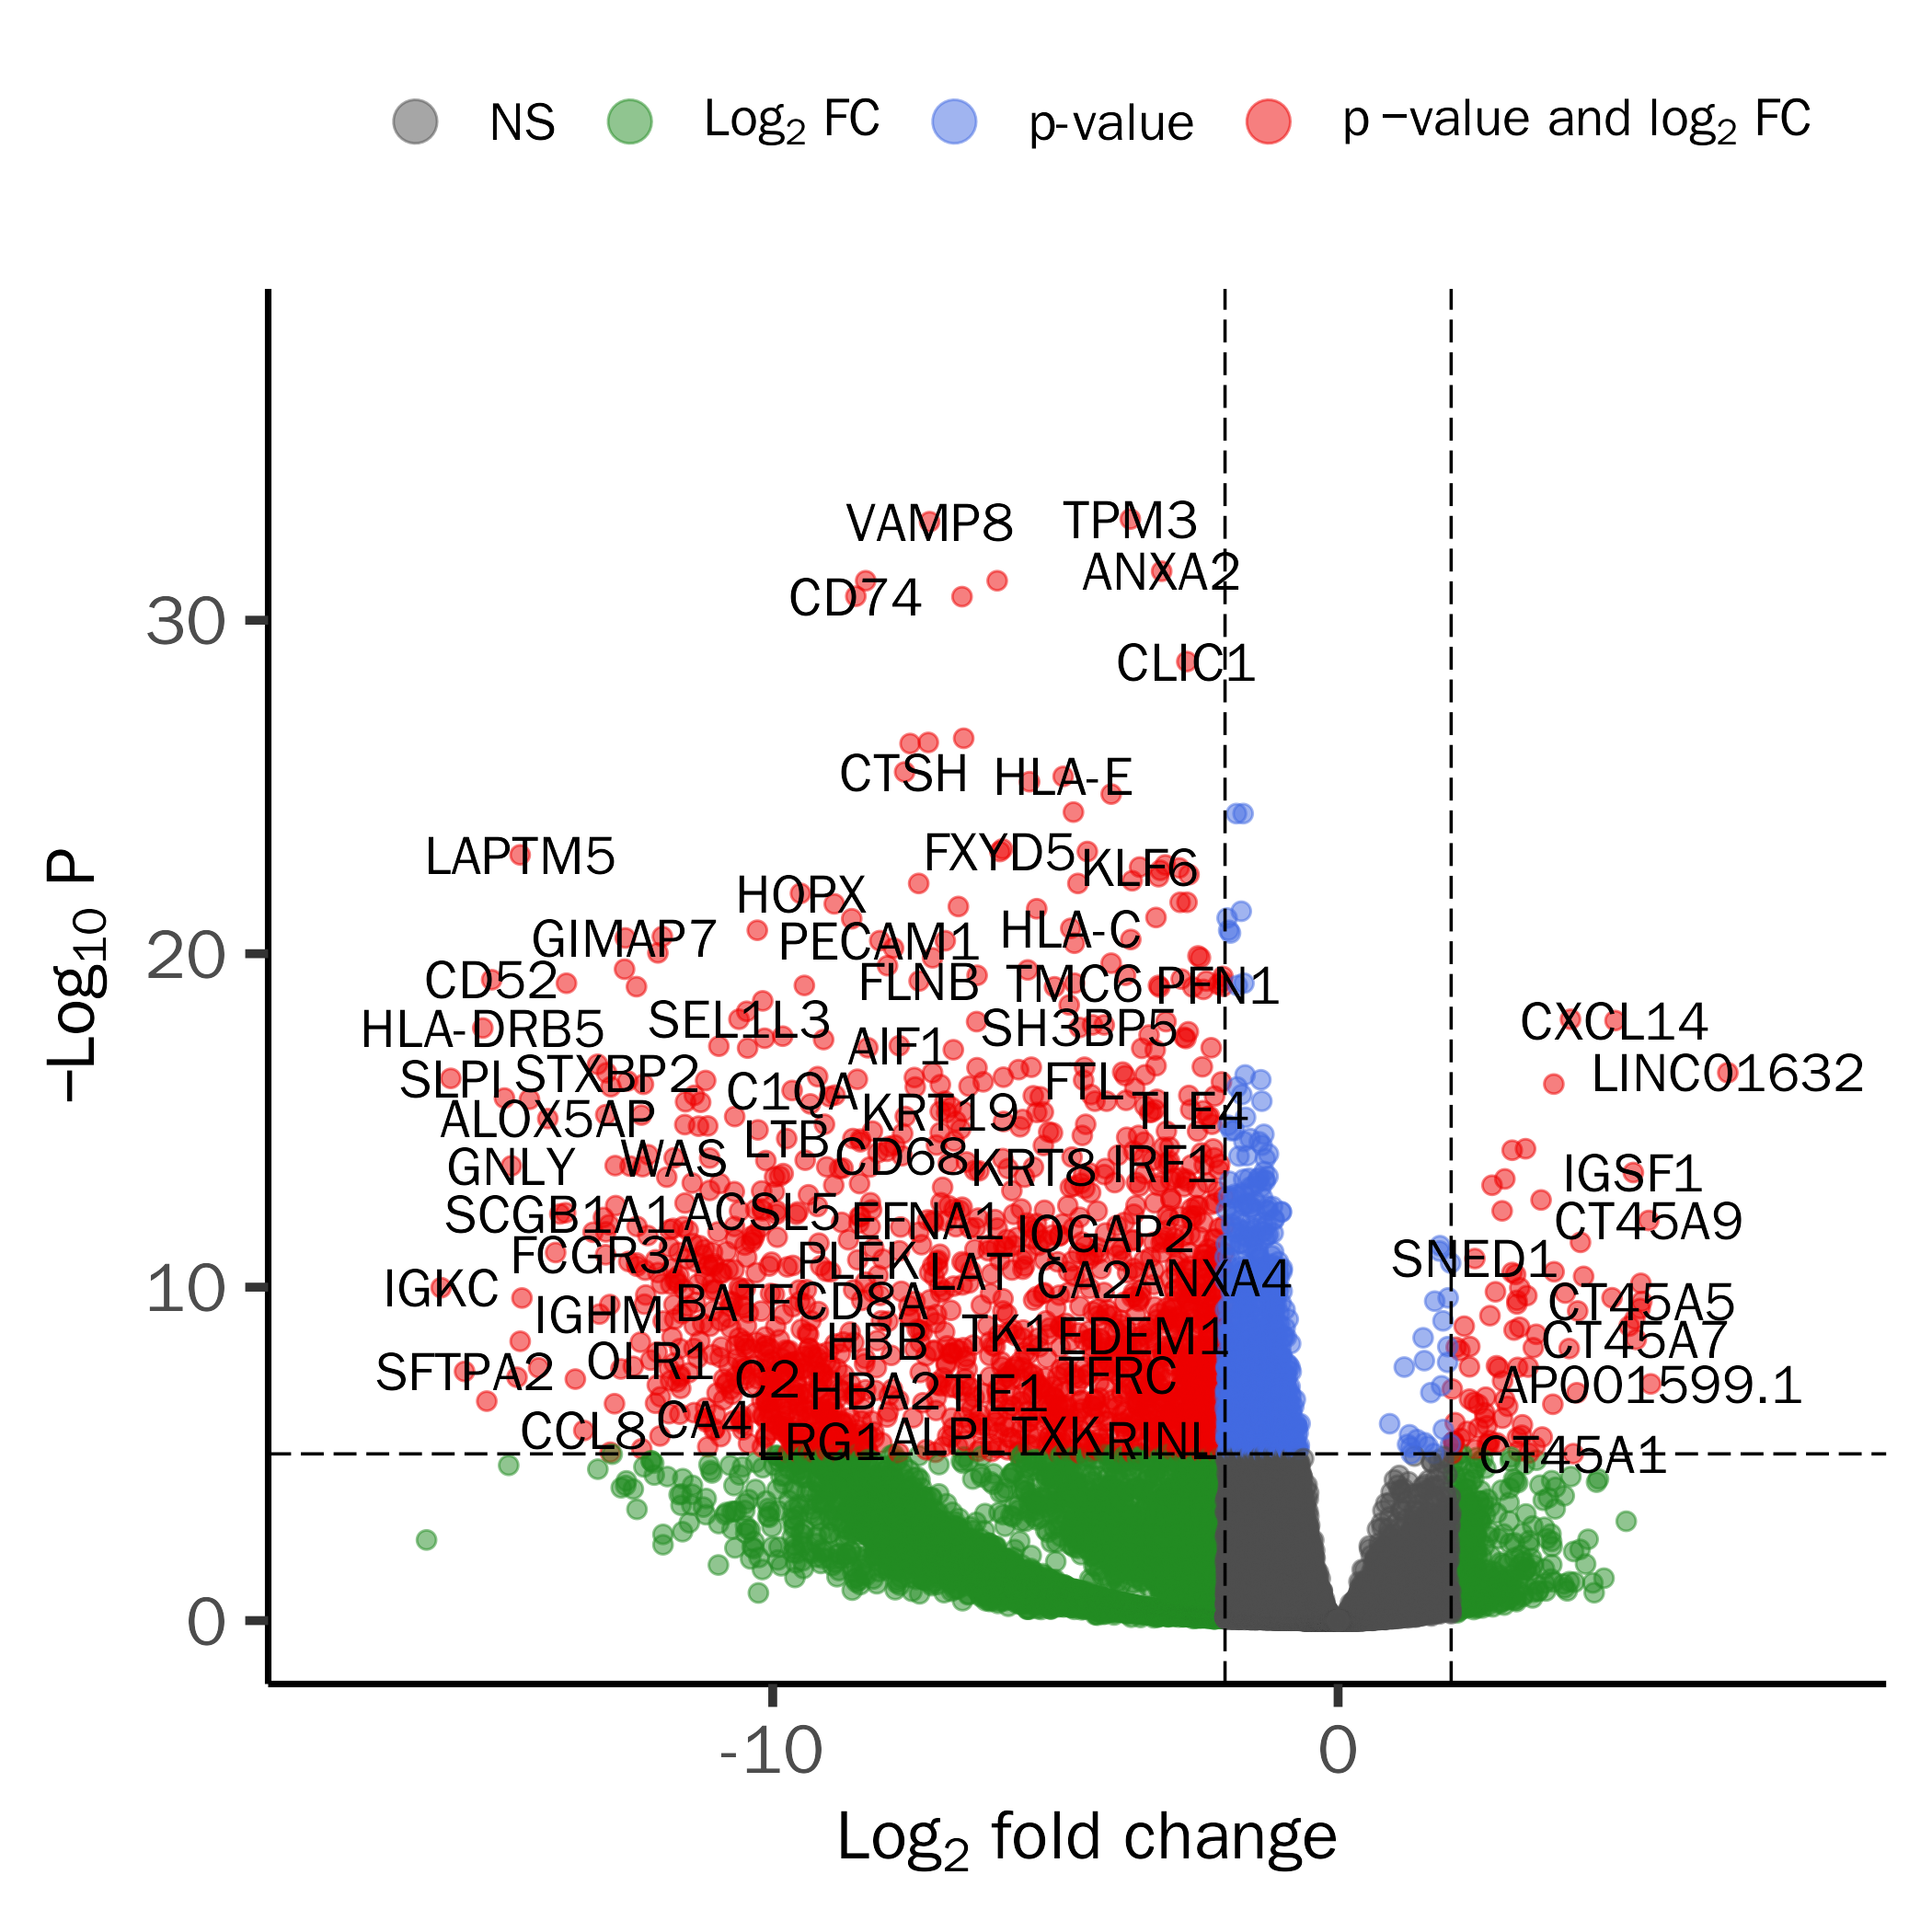 NS Log₂ FC p-value p −value and log₂ FC
VAMP8 TPM3
ANXA2
CD74
30
CLIC1
CTSH HLA-E
LAPTM5 FXYD5 KLF6
HOPX
GIMAP7 PECAM1 HLA-C
20
CD52 FLNB TMC6 PFN1
HLA-DRB5 SEL1L3 SH3BP5 CXCL14
AIF1
SLPI STXBP2 C1QA FTL LINC01632
ALOX5AP KRT19 TLE4
LTB
GNLY WAS CD68 KRT8 IRF1 IGSF1
SCGB1A1 ACSL5 EFNA1 IQGAP2 CT45A9
FCGR3A PLEK LAT SNED1
IGKC CA2 ANXA4
10
IGHM BATF CD8A CT45A5
HBB TK1 EDEM1 CT45A7
SFTPA2 OLR1 C2 HBA2 TIE1 TFRC AP001599.1
CCL8 CA4 LRG1 ALPL TXK RINL CT45A1
0
−Log₁₀ P
-10 0
Log₂ fold change